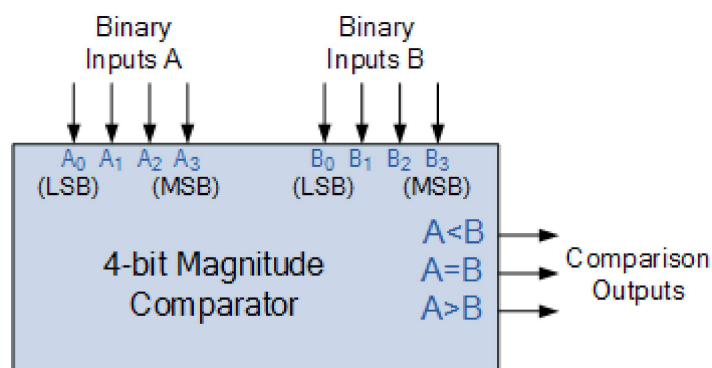 Binary
Inputs A
Binary
Inputs B
A0 A1 A2 A3
(LSB) (MSB)
B0 B1 B2 B3
(LSB) (MSB)
4-bit Magnitude
Comparator
A<B
A=B
A>B
Comparison
Outputs